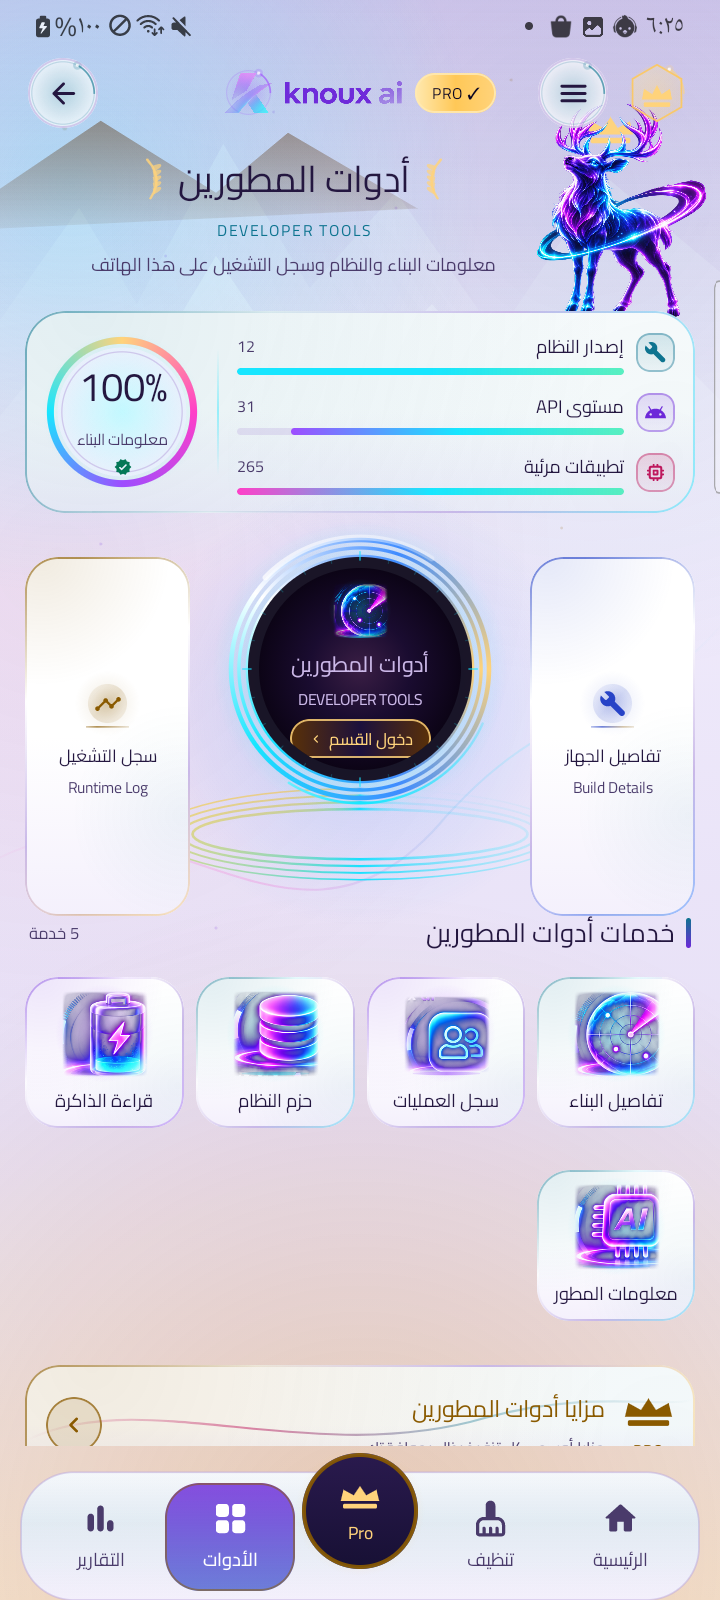 ٦:٢٥
%١٠٠
knoux ai
PRO ✓
أدوات المطورين
DEVELOPER TOOLS
معلومات البناء والنظام وسجل التشغيل على هذا الهاتف
إصدار النظام 12
مستوى API 31
تطبيقات مرئية 265
100%
معلومات البناء
تفاصيل الجهاز
Build Details
أدوات المطورين
DEVELOPER TOOLS
دخول القسم
سجل التشغيل
Runtime Log
خدمات أدوات المطورين
5 خدمة
تفاصيل البناء
سجل العمليات
حزم النظام
قراءة الذاكرة
AI
معلومات المطور
مزايا أدوات المطورين
الرئيسية
تنظيف
Pro
الأدوات
التقارير